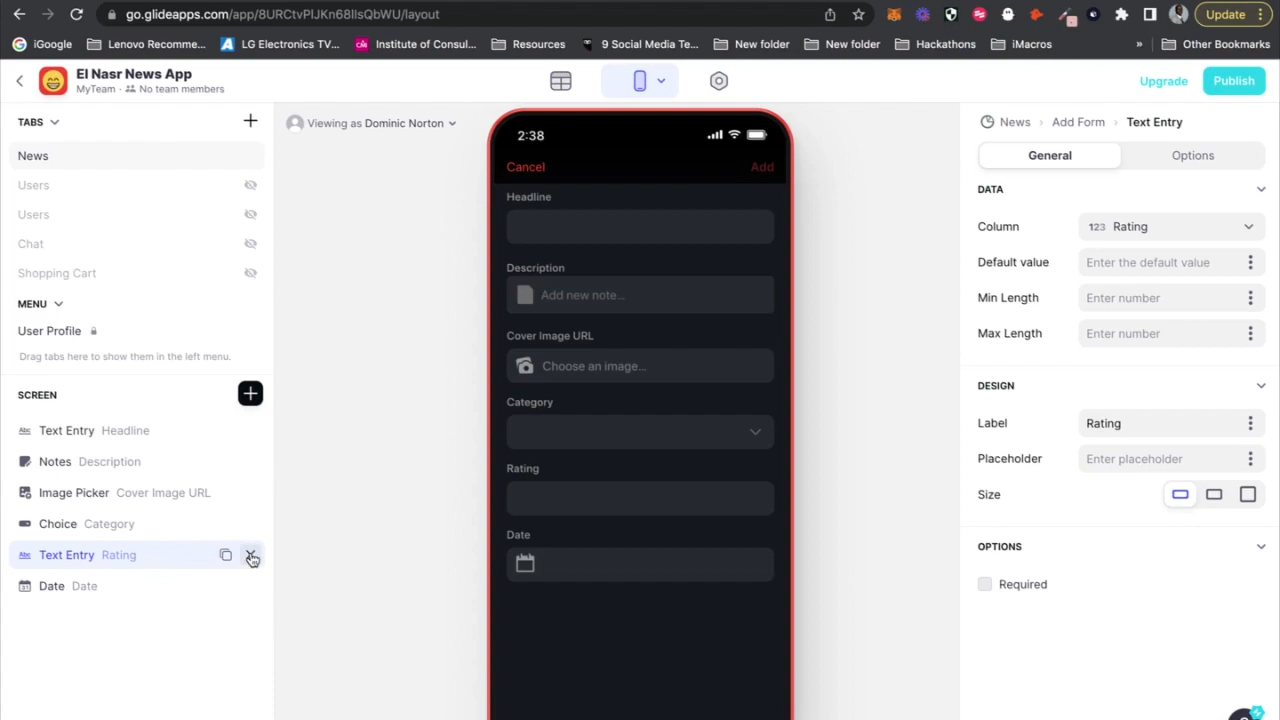 go.glideapps.com/app/8URCtvPlJKn68IlsQbWU/layout
Update
iGoogle
Lenovo Recomme...
LG Electronics TV...
Institute of Consul...
Resources
9 Social Media Te...
New folder
New folder
Hackathons
iMacros
»
Other Bookmarks
El Nasr News App
MyTeam · No team members
Upgrade
Publish
TABS
News
Users
Users
Chat
Shopping Cart
MENU
User Profile
Drag tabs here to show them in the left menu.
SCREEN
Abc Text Entry Headline
Notes Description
Image Picker Cover Image URL
Choice Category
Abc Text Entry Rating
Date Date
Viewing as Dominic Norton
2:38
Cancel
Add
Headline
Description
Add new note...
Cover Image URL
Choose an image...
Category
Rating
Date
News › Add Form › Text Entry
General
Options
DATA
Column
123 Rating
Default value
Enter the default value
Min Length
Enter number
Max Length
Enter number
DESIGN
Label
Rating
Placeholder
Enter placeholder
Size
OPTIONS
Required